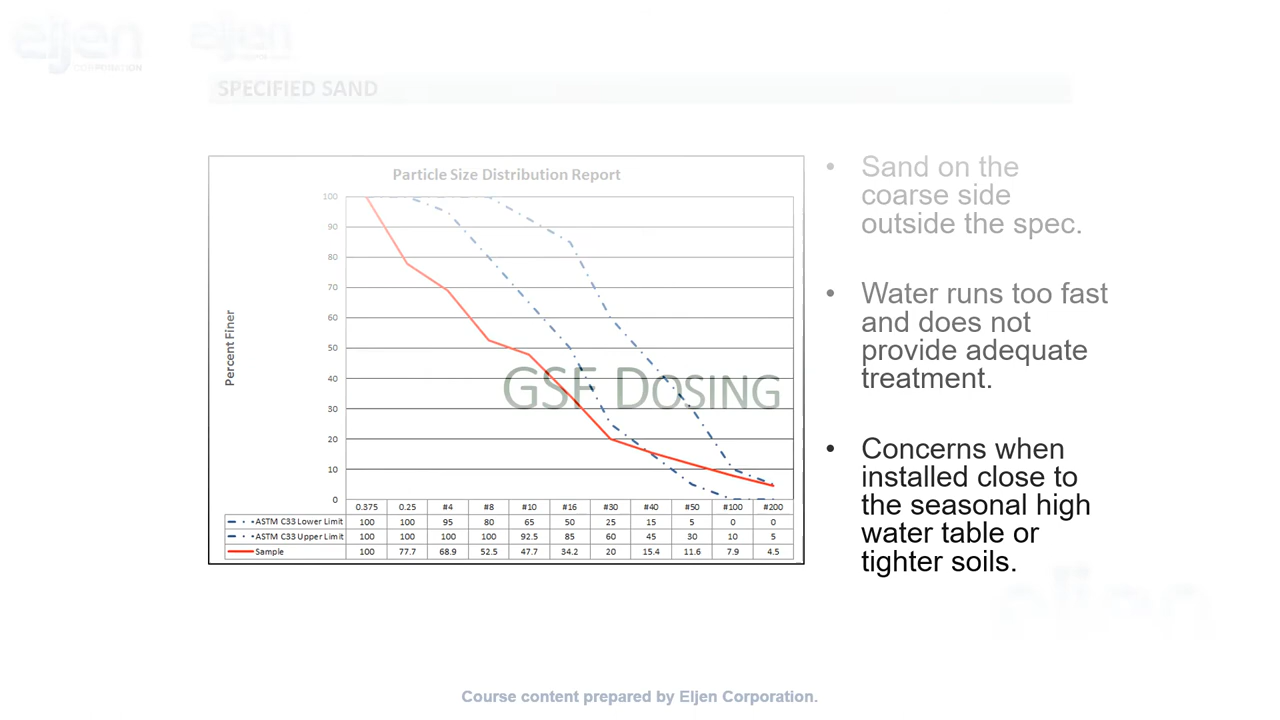 eljen
CORPORATION
eljen
SPECIFIED SAND
Particle Size Distribution Report
Percent Finer
100
90
80
70
60
50
40
30
20
10
0
GSF DOSING
0.375 0.25 #4 #8 #10 #16 #30 #40 #50 #100 #200
ASTM C33 Lower Limit 100 100 95 80 65 50 25 15 5 0 0
ASTM C33 Upper Limit 100 100 100 100 92.5 85 60 45 30 10 5
Sample 100 77.7 68.9 52.5 47.7 34.2 20 15.4 11.6 7.9 4.5
• Sand on the
coarse side
outside the spec.
• Water runs too fast
and does not
provide adequate
treatment.
• Concerns when
installed close to
the seasonal high
water table or
tighter soils.
eljen
Course content prepared by Eljen Corporation.